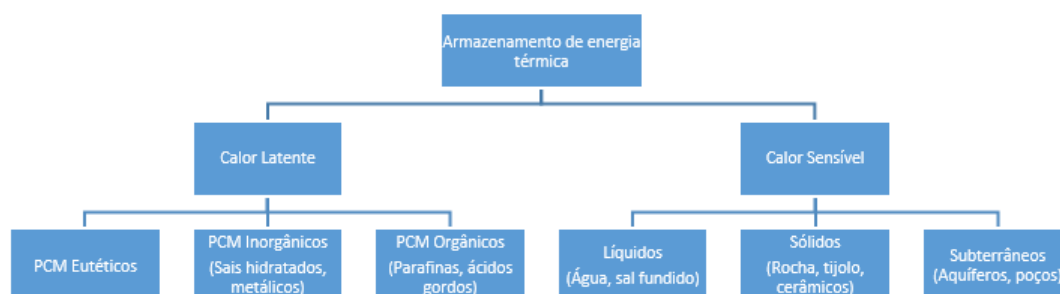 Armazenamento de energia
térmica
Calor Latente
Calor Sensível
PCM Eutéticos
PCM Inorgânicos
(Sais hidratados,
metálicos)
PCM Orgânicos
(Parafinas, ácidos
gordos)
Líquidos
(Água, sal fundido)
Sólidos
(Rocha, tijolo,
cerâmicos)
Subterrâneos
(Aquíferos, poços)